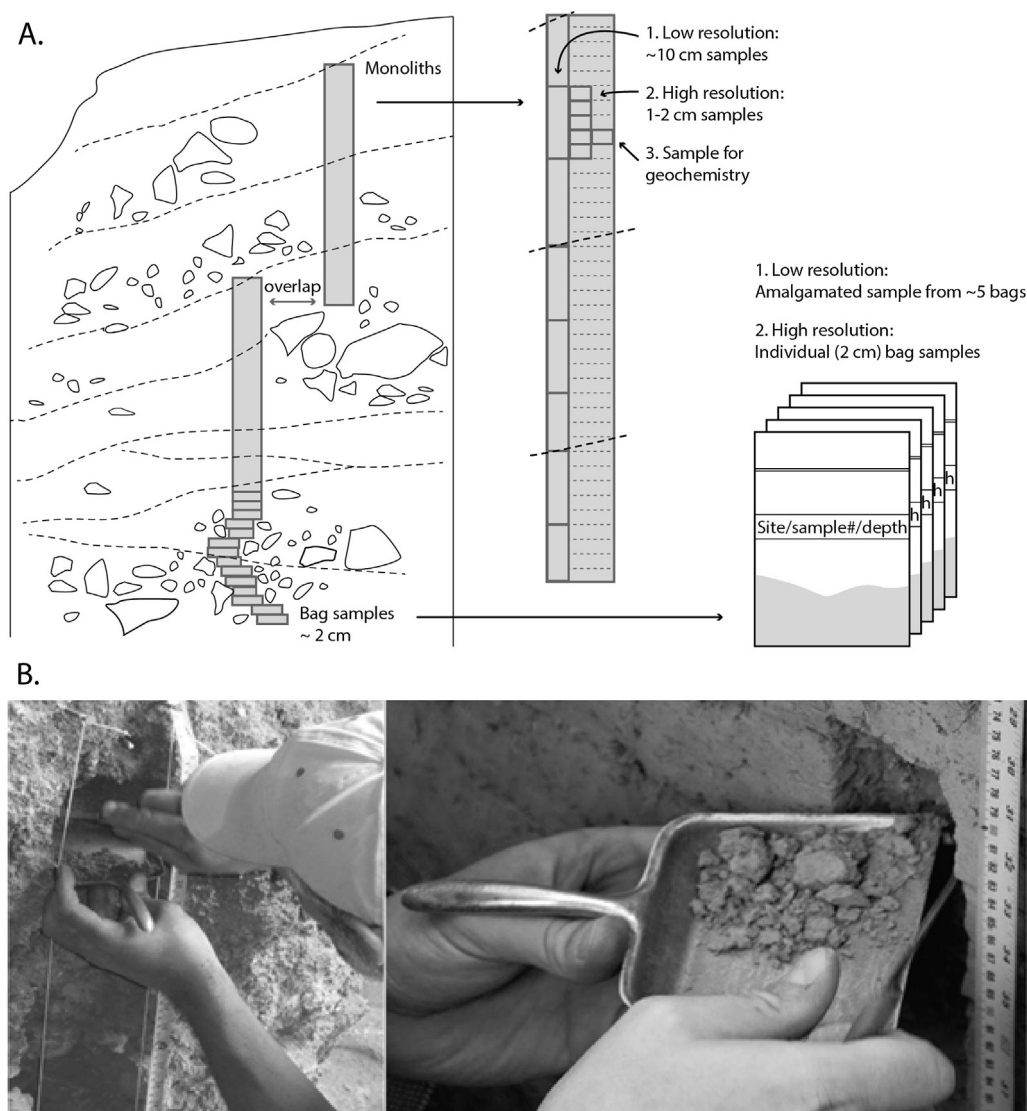 A.
Monoliths
overlap
Bag samples
~ 2 cm
1. Low resolution:
~10 cm samples
2. High resolution:
1-2 cm samples
3. Sample for
geochemistry
1. Low resolution:
Amalgamated sample from ~5 bags
2. High resolution:
Individual (2 cm) bag samples
Site/sample#/depth
h
h
h
h
B.